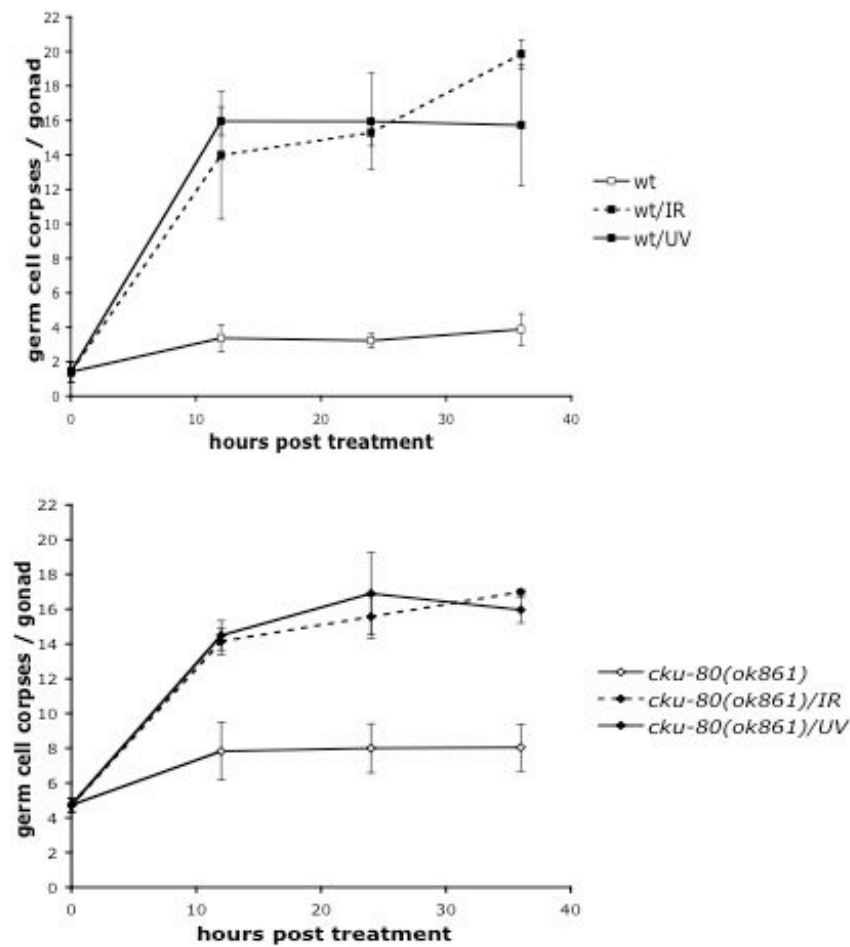 22
20
18
16
14
12
10
8
6
4
2
0
germ cell corpses / gonad
0 10 20 30 40
hours post treatment
wt
wt/IR
wt/UV
22
20
18
16
14
12
10
8
6
4
2
0
germ cell corpses / gonad
0 10 20 30 40
hours post treatment
cku-80(ok861)
cku-80(ok861)/IR
cku-80(ok861)/UV